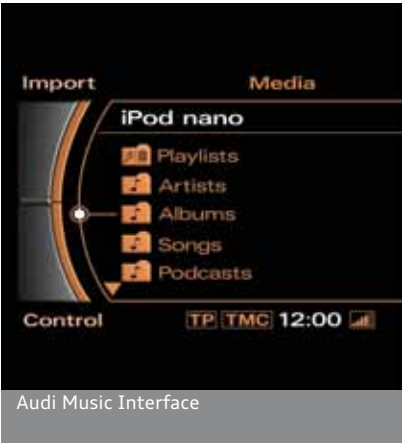 Import Media
iPod nano
Playlists
Artists
Albums
Songs
Podcasts
Control TP TMC 12:00
Audi Music Interface